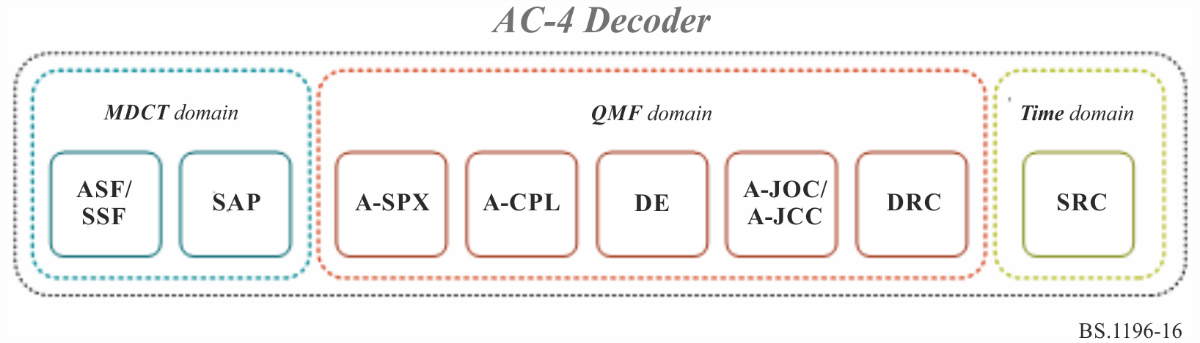 AC-4 Decoder
MDCT domain
QMF domain
Time domain
ASF/
SSF
SAP
A-SPX
A-CPL
DE
A-JOC/
A-JCC
DRC
SRC
BS.1196-16